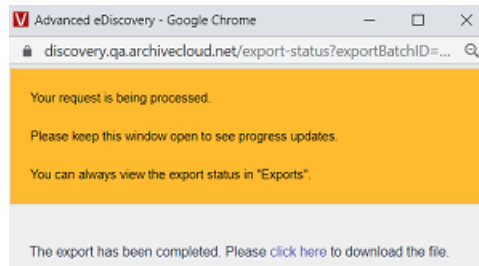 Advanced eDiscovery - Google Chrome
discovery.qa.archivecloud.net/export-status?exportBatchID=...
Your request is being processed.
Please keep this window open to see progress updates.
You can always view the export status in "Exports".
The export has been completed. Please click here to download the file.